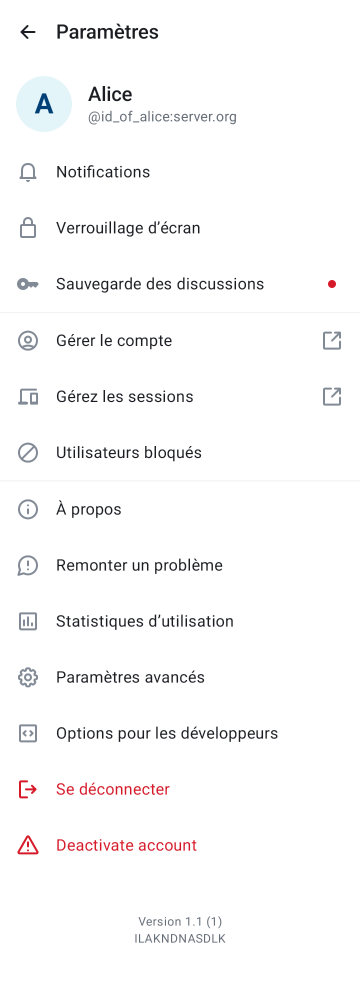 Paramètres
A
Alice
@id_of_alice:server.org
Notifications
Verrouillage d’écran
Sauvegarde des discussions
Gérer le compte
Gérez les sessions
Utilisateurs bloqués
À propos
Remonter un problème
Statistiques d’utilisation
Paramètres avancés
Options pour les développeurs
Se déconnecter
Deactivate account
Version 1.1 (1)
ILAKNDNASDLK